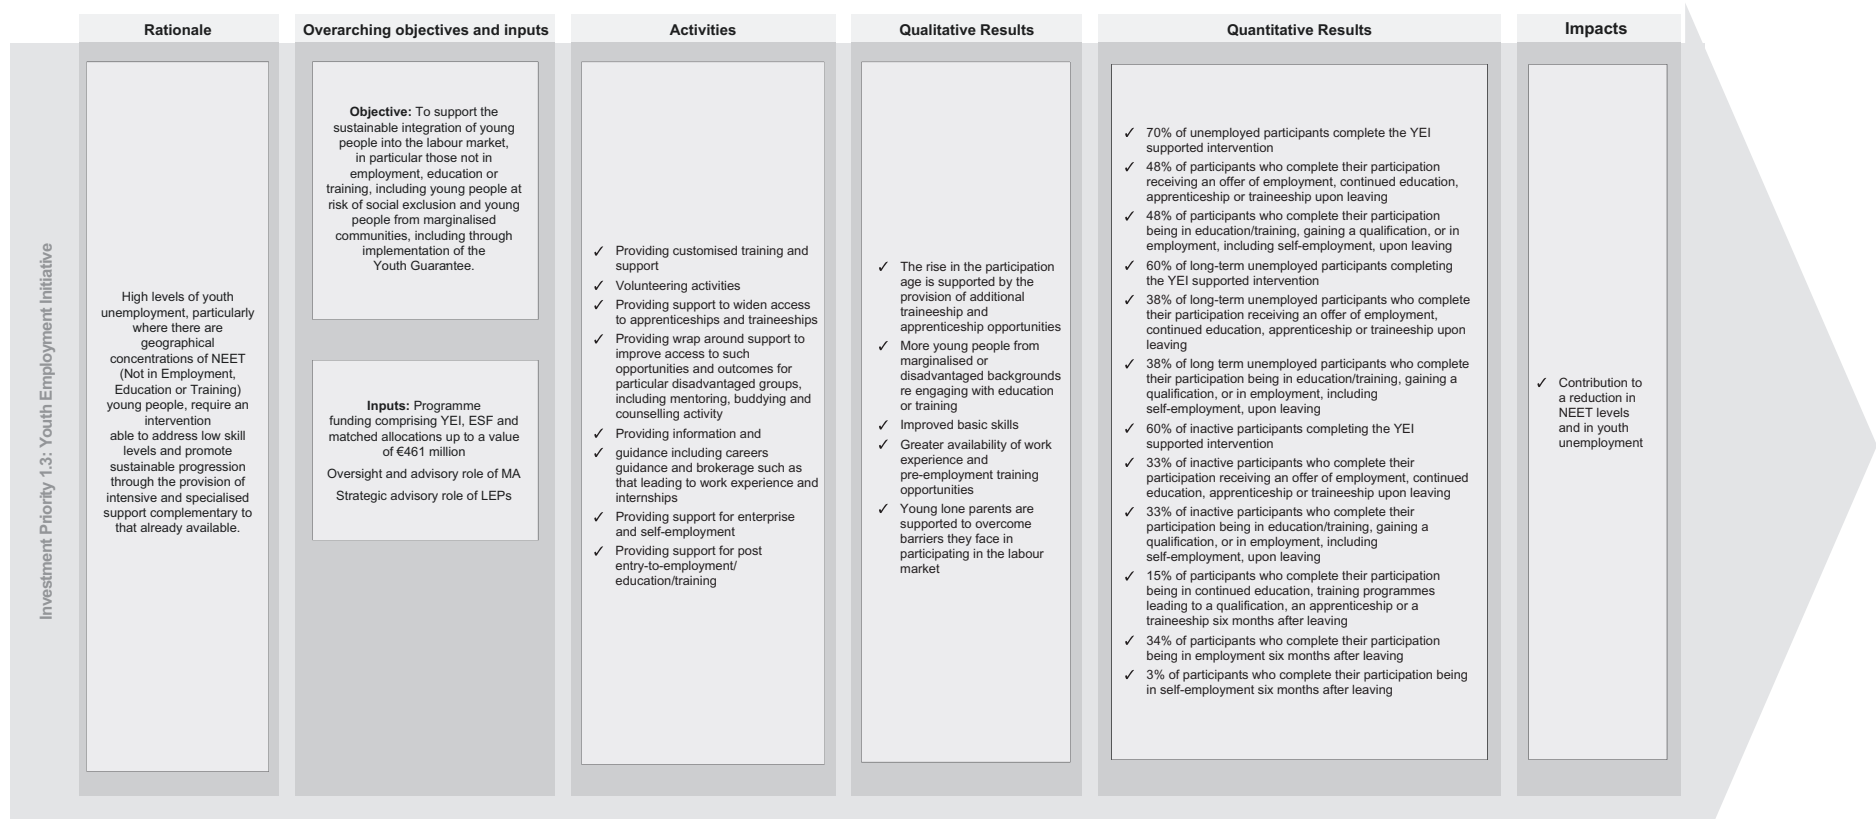 Investment Priority 1.3: Youth Employment Initiative
Rationale
High levels of youth
unemployment, particularly
where there are
geographical
concentrations of NEET
(Not in Employment,
Education or Training)
young people, require an
intervention
able to address low skill
levels and promote
sustainable progression
through the provision of
intensive and specialised
support complementary to
that already available.
Overarching objectives and inputs
Objective: To support the
sustainable integration of young
people into the labour market,
in particular those not in
employment, education or
training, including young people at
risk of social exclusion and young
people from marginalised
communities, including through
implementation of the
Youth Guarantee.
Inputs: Programme
funding comprising YEI, ESF and
matched allocations up to a value
of €461 million
Oversight and advisory role of MA
Strategic advisory role of LEPs
Activities
✓ Providing customised training and
support
✓ Volunteering activities
✓ Providing support to widen access
to apprenticeships and traineeships
✓ Providing wrap around support to
improve access to such
opportunities and outcomes for
particular disadvantaged groups,
including mentoring, buddying and
counselling activity
✓ Providing information and
✓ guidance including careers
guidance and brokerage such as
that leading to work experience and
internships
✓ Providing support for enterprise
and self-employment
✓ Providing support for post
entry-to-employment/
education/training
Qualitative Results
✓ The rise in the participation
age is supported by the
provision of additional
traineeship and
apprenticeship opportunities
✓ More young people from
marginalised or
disadvantaged backgrounds
re engaging with education
or training
✓ Improved basic skills
✓ Greater availability of work
experience and
pre-employment training
opportunities
✓ Young lone parents are
supported to overcome
barriers they face in
participating in the labour
market
Quantitative Results
✓ 70% of unemployed participants complete the YEI
supported intervention
✓ 48% of participants who complete their participation
receiving an offer of employment, continued education,
apprenticeship or traineeship upon leaving
✓ 48% of participants who complete their participation
being in education/training, gaining a qualification, or in
employment, including self-employment, upon leaving
✓ 60% of long-term unemployed participants completing
the YEI supported intervention
✓ 38% of long-term unemployed participants who complete
their participation receiving an offer of employment,
continued education, apprenticeship or traineeship upon
leaving
✓ 38% of long term unemployed participants who complete
their participation being in education/training, gaining a
qualification, or in employment, including
self-employment, upon leaving
✓ 60% of inactive participants completing the YEI
supported intervention
✓ 33% of inactive participants who complete their
participation receiving an offer of employment, continued
education, apprenticeship or traineeship upon leaving
✓ 33% of inactive participants who complete their
participation being in education/training, gaining a
qualification, or in employment, including
self-employment, upon leaving
✓ 15% of participants who complete their participation
being in continued education, training programmes
leading to a qualification, an apprenticeship or a
traineeship six months after leaving
✓ 34% of participants who complete their participation
being in employment six months after leaving
✓ 3% of participants who complete their participation being
in self-employment six months after leaving
Impacts
✓ Contribution to
a reduction in
NEET levels
and in youth
unemployment